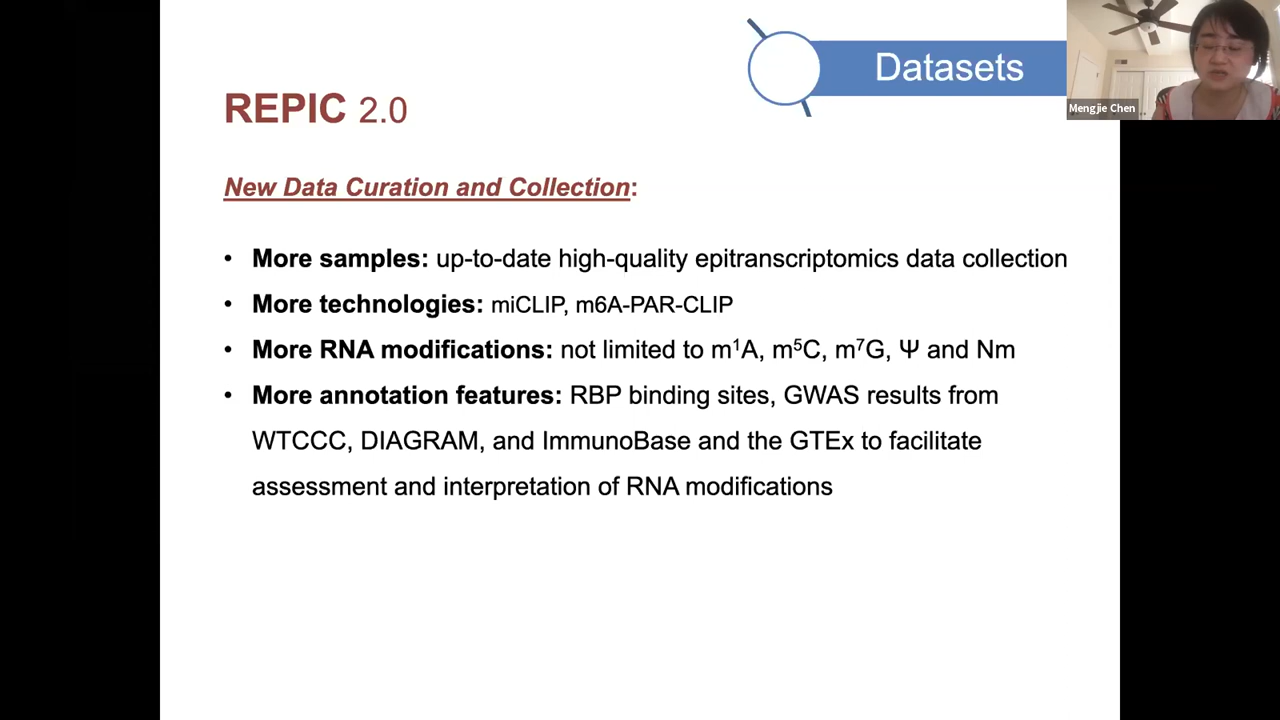 Datasets
Mengjie Chen
REPIC 2.0
New Data Curation and Collection:
• More samples: up-to-date high-quality epitranscriptomics data collection
• More technologies: miCLIP, m6A-PAR-CLIP
• More RNA modifications: not limited to m¹A, m⁵C, m⁷G, Ψ and Nm
• More annotation features: RBP binding sites, GWAS results from
WTCCC, DIAGRAM, and ImmunoBase and the GTEx to facilitate
assessment and interpretation of RNA modifications